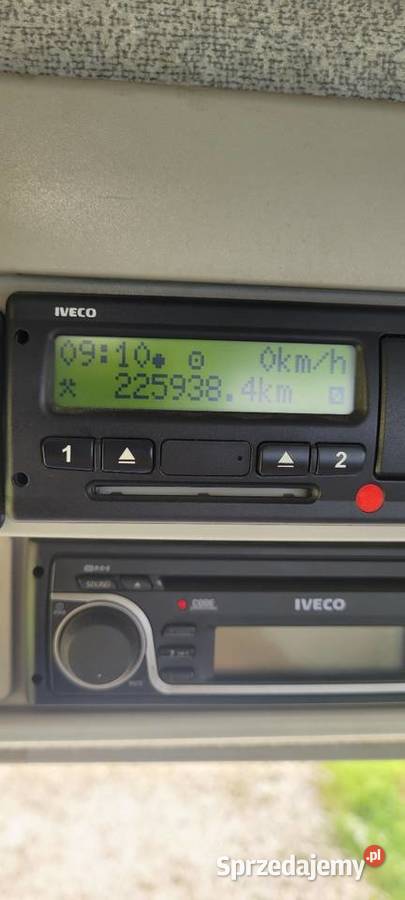 IVECO
09:10 0km/h
225938.4km
1 2
SOUND
CODE
IVECO
Sprzedajemy.pl